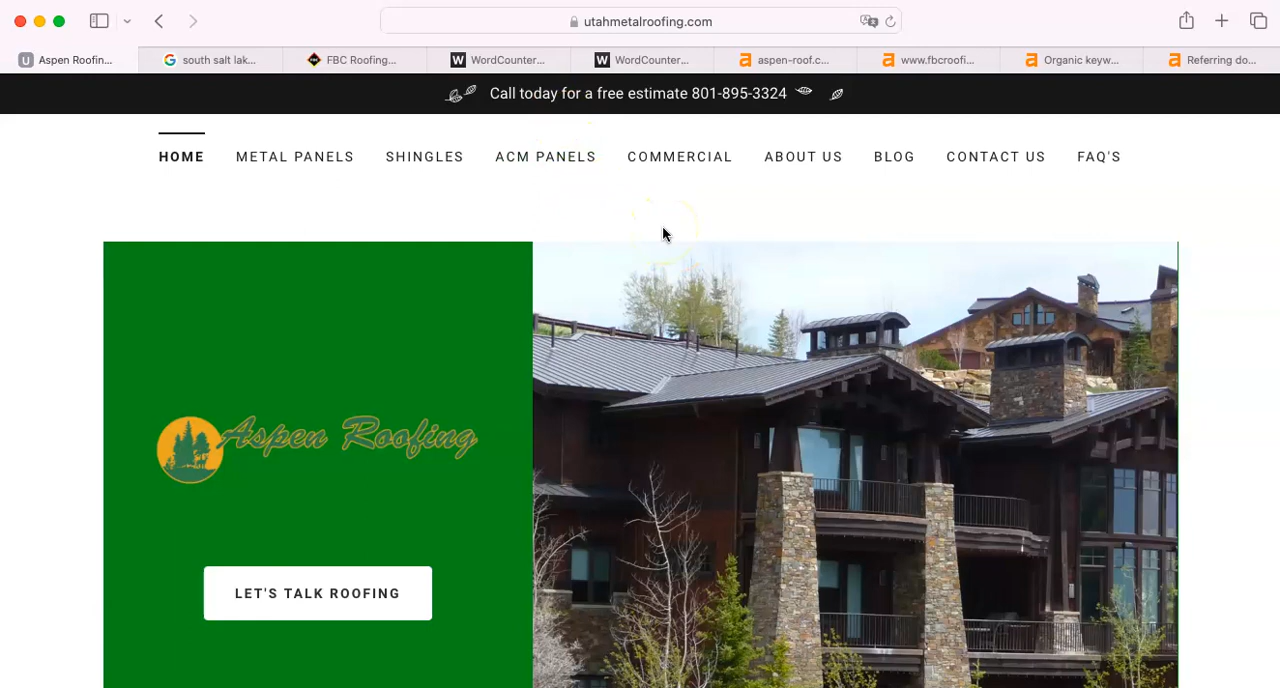 utahmetalroofing.com
U Aspen Roofin...
south salt lak...
FBC Roofing...
W WordCounter...
W WordCounter...
a aspen-roof.c...
a www.fbcroofi...
a Organic keyw...
a Referring do...
Call today for a free estimate 801-895-3324
HOME METAL PANELS SHINGLES ACM PANELS COMMERCIAL ABOUT US BLOG CONTACT US FAQ'S
Aspen Roofing
LET'S TALK ROOFING